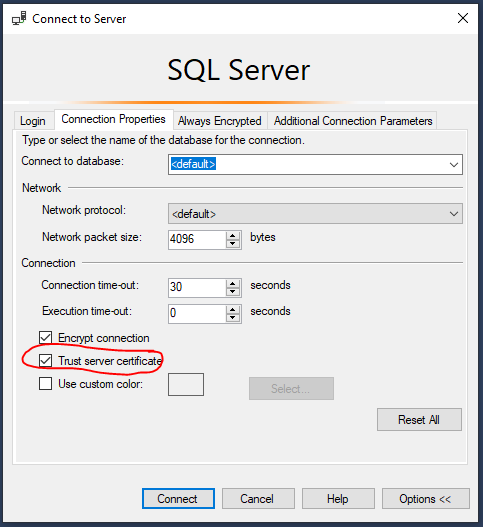 Connect to Server
SQL Server
Login Connection Properties Always Encrypted Additional Connection Parameters
Type or select the name of the database for the connection.
Connect to database: <default>
Network
Network protocol: <default>
Network packet size: 4096 bytes
Connection
Connection time-out: 30 seconds
Execution time-out: 0 seconds
Encrypt connection
Trust server certificate
Use custom color: Select...
Reset All
Connect Cancel Help Options <<